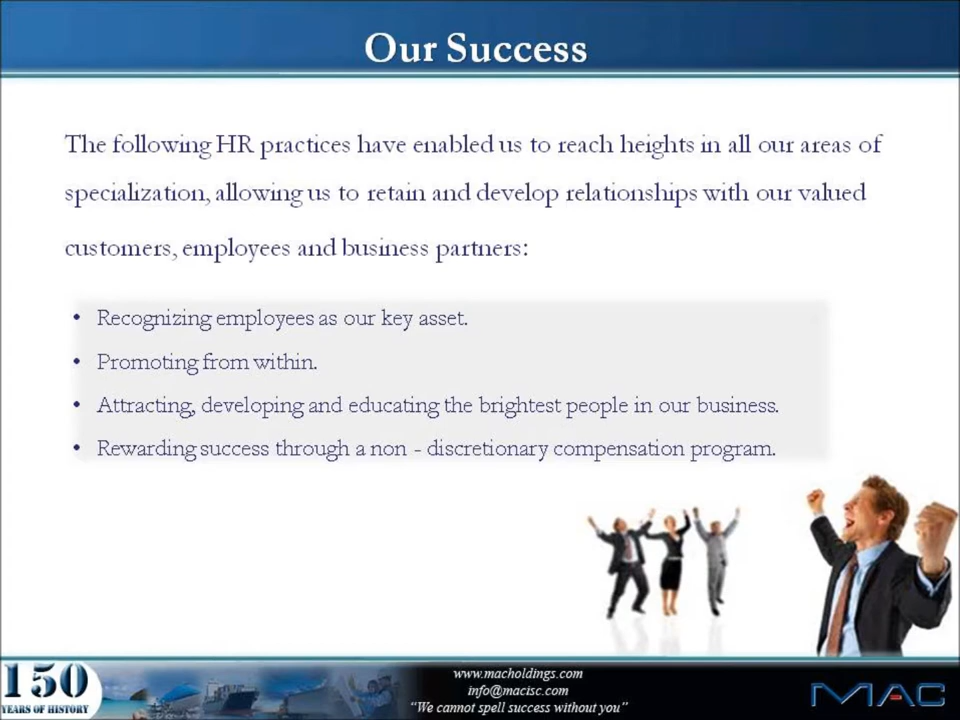 Our Success
The following HR practices have enabled us to reach heights in all our areas of
specialization, allowing us to retain and develop relationships with our valued
customers, employees and business partners:
• Recognizing employees as our key asset.
• Promoting from within.
• Attracting, developing and educating the brightest people in our business.
• Rewarding success through a non - discretionary compensation program.
150
YEARS OF HISTORY
www.macholdings.com
info@macisc.com
“We cannot spell success without you”
MAC